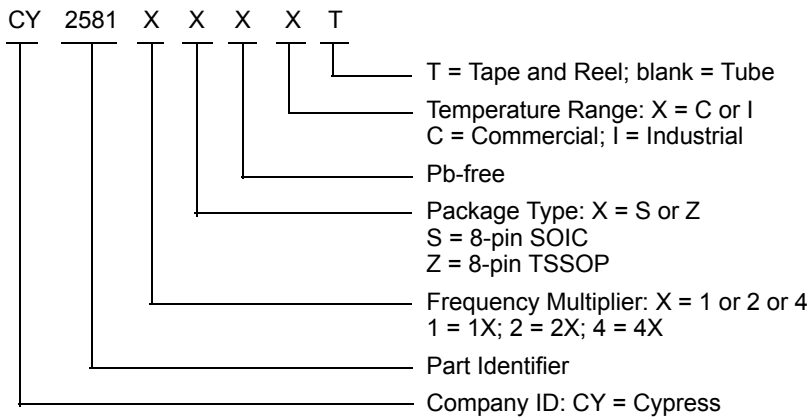 CY 2581 X X X X T
T = Tape and Reel; blank = Tube
Temperature Range: X = C or I
C = Commercial; I = Industrial
Pb-free
Package Type: X = S or Z
S = 8-pin SOIC
Z = 8-pin TSSOP
Frequency Multiplier: X = 1 or 2 or 4
1 = 1X; 2 = 2X; 4 = 4X
Part Identifier
Company ID: CY = Cypress